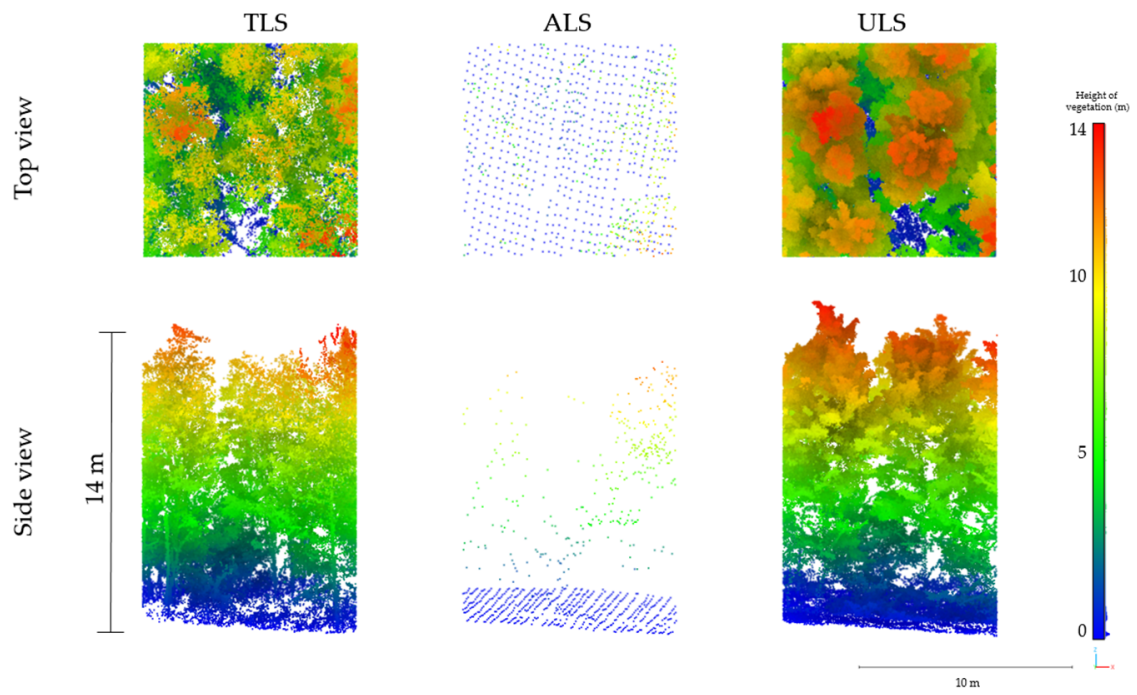 TLS
ALS
ULS
Top view
Height of
vegetation (m)
14
10
5
0
Side view
14 m
z
x
10 m